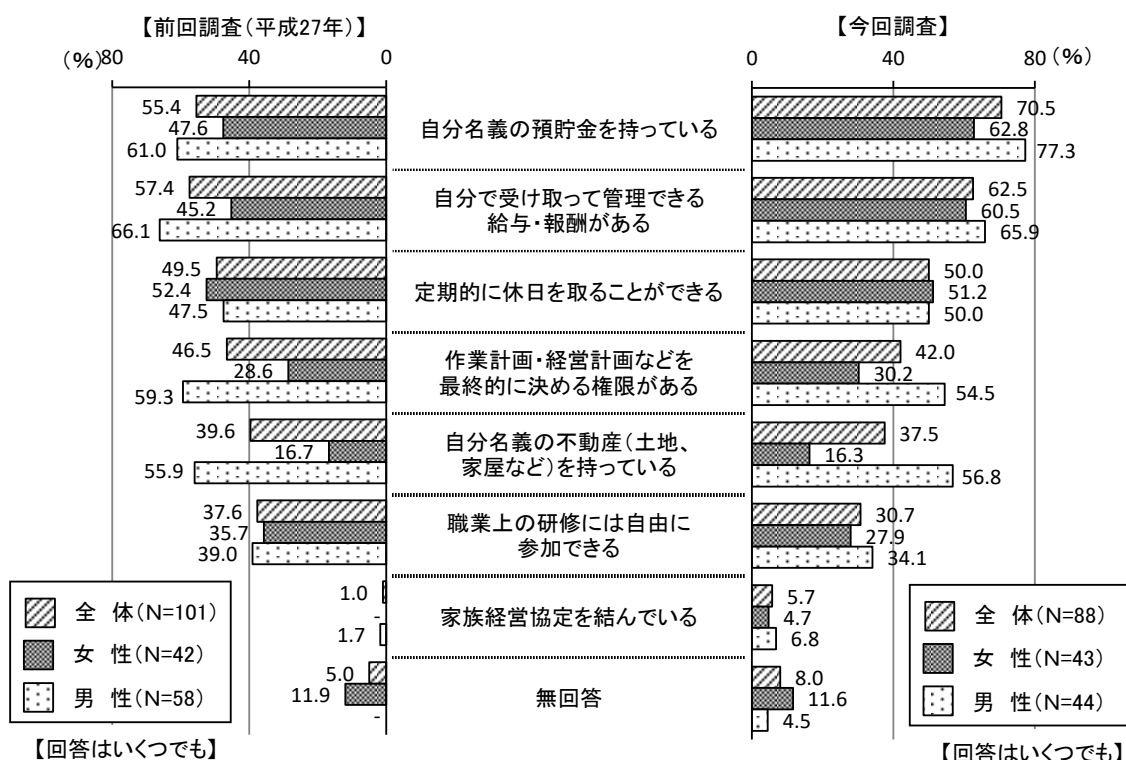 【前回調査（平成27年）】
【今回調査】
(%) 80 40 0
0 40 80 (%)
55.4
47.6
61.0
自分名義の預貯金を持っている
70.5
62.8
77.3
57.4
45.2
66.1
自分で受け取って管理できる
給与・報酬がある
62.5
60.5
65.9
49.5
52.4
47.5
定期的に休日を取ることができる
50.0
51.2
50.0
46.5
28.6
59.3
作業計画・経営計画などを
最終的に決める権限がある
42.0
30.2
54.5
39.6
16.7
55.9
自分名義の不動産（土地、
家屋など）を持っている
37.5
16.3
56.8
37.6
35.7
39.0
職業上の研修には自由に
参加できる
30.7
27.9
34.1
1.0
-
1.7
家族経営協定を結んでいる
5.7
4.7
6.8
5.0
11.9
-
無回答
8.0
11.6
4.5
全 体（N=101）
女 性（N=42）
男 性（N=58）
全 体（N=88）
女 性（N=43）
男 性（N=44）
【回答はいくつでも】
【回答はいくつでも】